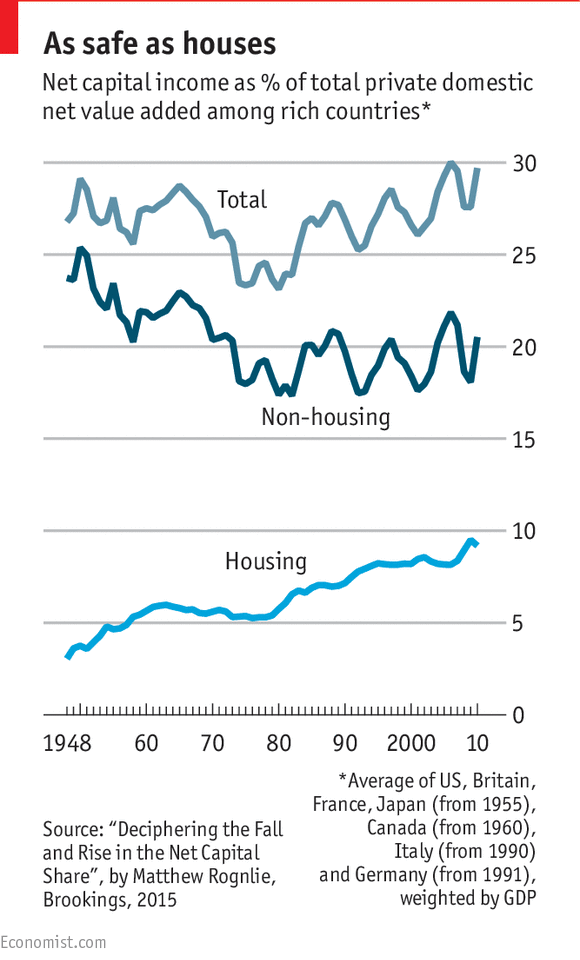 As safe as houses
Net capital income as % of total private domestic
net value added among rich countries*
30
Total
25
20
Non-housing
15
10
Housing
5
0
1948 60 70 80 90 2000 10
*Average of US, Britain,
France, Japan (from 1955),
Canada (from 1960),
Italy (from 1990)
and Germany (from 1991),
weighted by GDP
Source: “Deciphering the Fall
and Rise in the Net Capital
Share”, by Matthew Rognlie,
Brookings, 2015
Economist.com